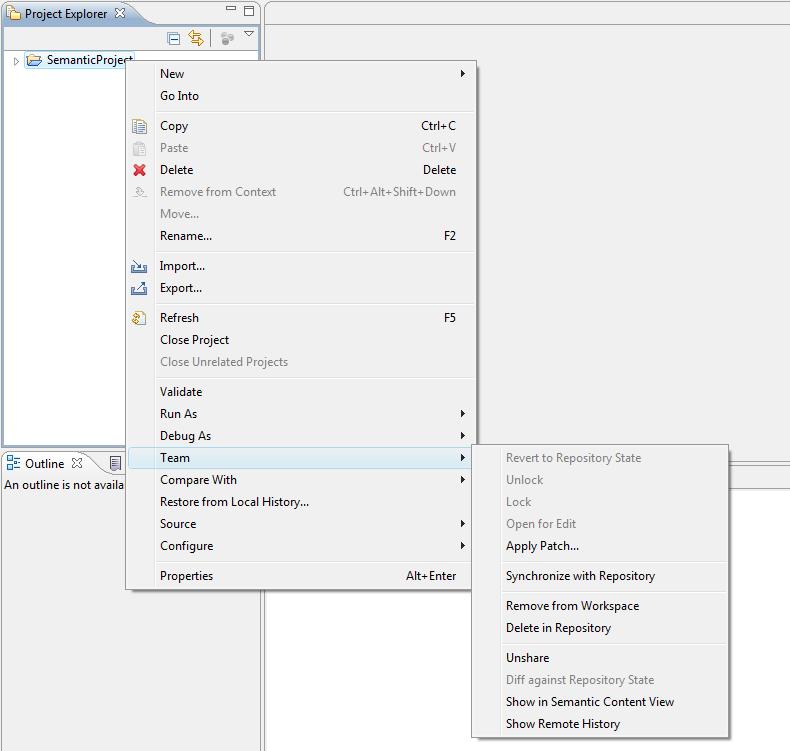 Project Explorer
SemanticProject
New
Go Into
Copy Ctrl+C
Paste Ctrl+V
Delete Delete
Remove from Context Ctrl+Alt+Shift+Down
Move...
Rename... F2
Import...
Export...
Refresh F5
Close Project
Close Unrelated Projects
Validate
Run As
Debug As
Team
Compare With
Restore from Local History...
Source
Configure
Properties Alt+Enter
Outline
An outline is not availa
Revert to Repository State
Unlock
Lock
Open for Edit
Apply Patch...
Synchronize with Repository
Remove from Workspace
Delete in Repository
Unshare
Diff against Repository State
Show in Semantic Content View
Show Remote History